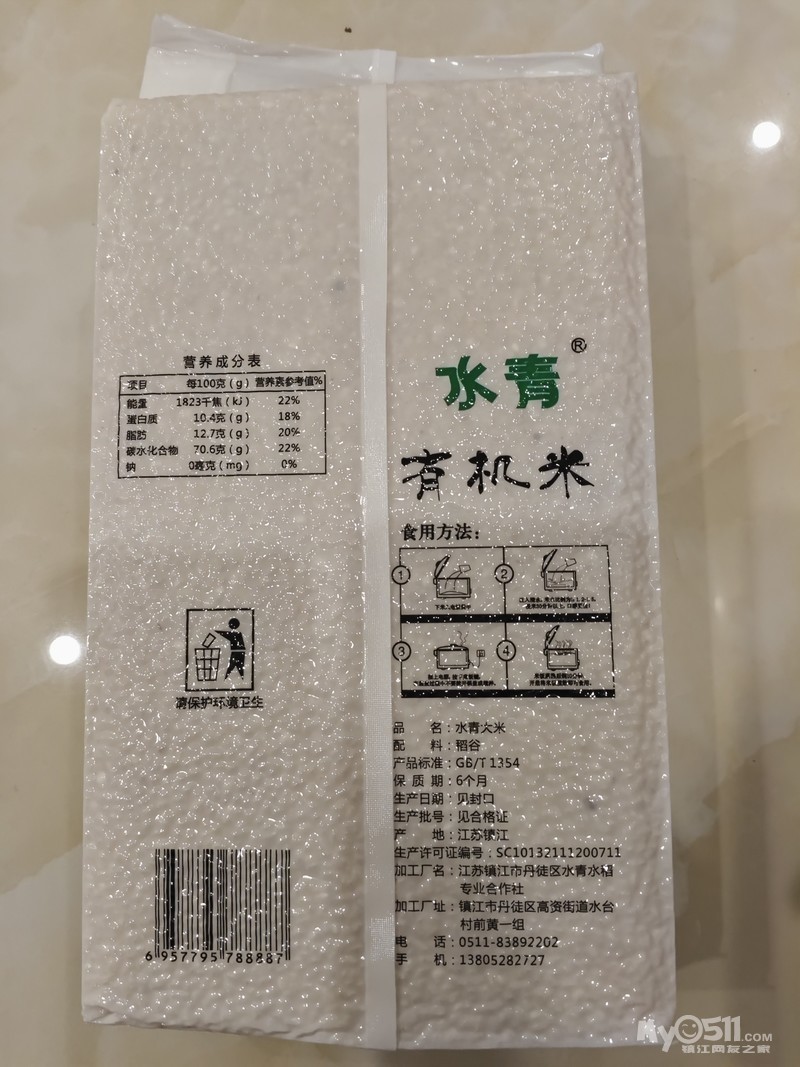 营养成分表
项目 每100克(g) 营养素参考值%
能量 1823千焦(kJ) 22%
蛋白质 10.4克(g) 18%
脂肪 12.7克(g) 20%
碳水化合物 70.6克(g) 22%
钠 0毫克(mg) 0%
请保护环境卫生
6 957795 788887
水青®
有机米
食用方法:
1
2
3
4
品 名:水青大米
配 料:稻谷
产品标准:GB/T 1354
保 质 期:6个月
生产日期:见封口
生产批号:见合格证
产 地:江苏镇江
生产许可证编号:SC10132111200711
加工厂名:江苏镇江市丹徒区水青水稻
专业合作社
加工厂址:镇江市丹徒区高资街道水台
村前黄一组
电 话:0511-83892202
手 机:13805282727
My0511.COM
镇江网友之家